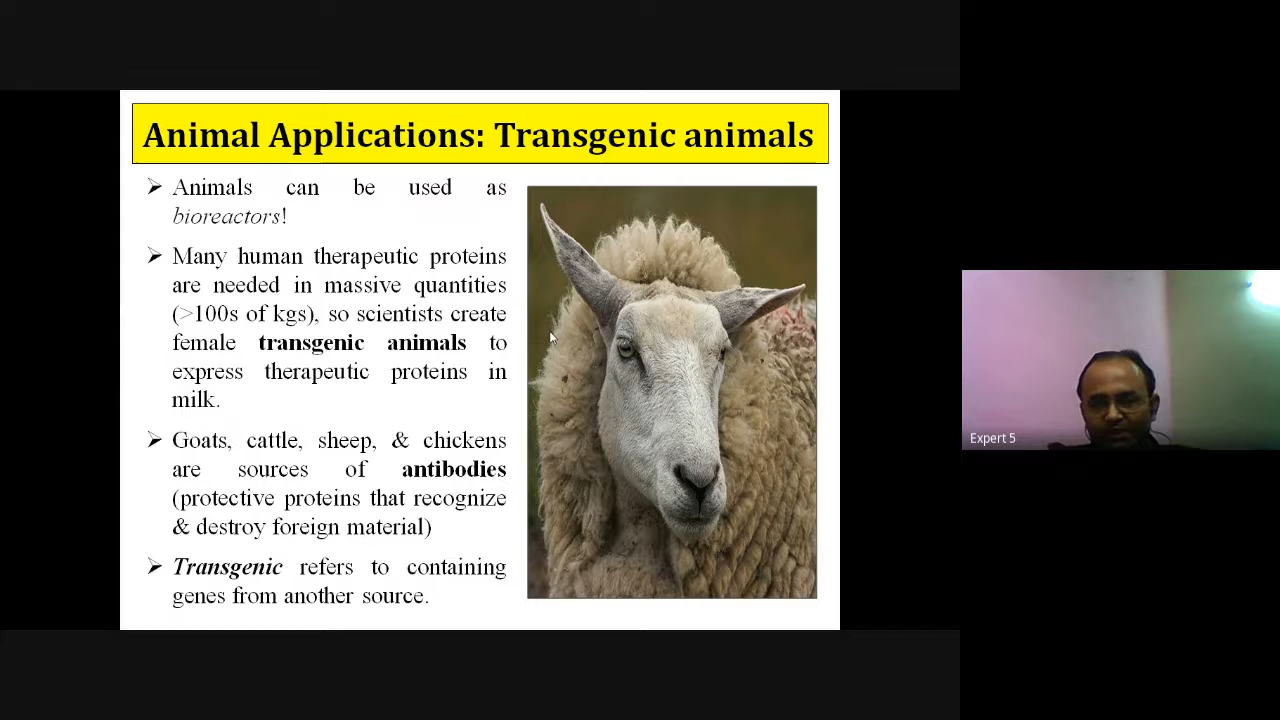 Animal Applications: Transgenic animals
➢ Animals can be used as
bioreactors!
➢ Many human therapeutic proteins
are needed in massive quantities
(>100s of kgs), so scientists create
female transgenic animals to
express therapeutic proteins in
milk.
➢ Goats, cattle, sheep, & chickens
are sources of antibodies
(protective proteins that recognize
& destroy foreign material)
➢ Transgenic refers to containing
genes from another source.
Expert 5